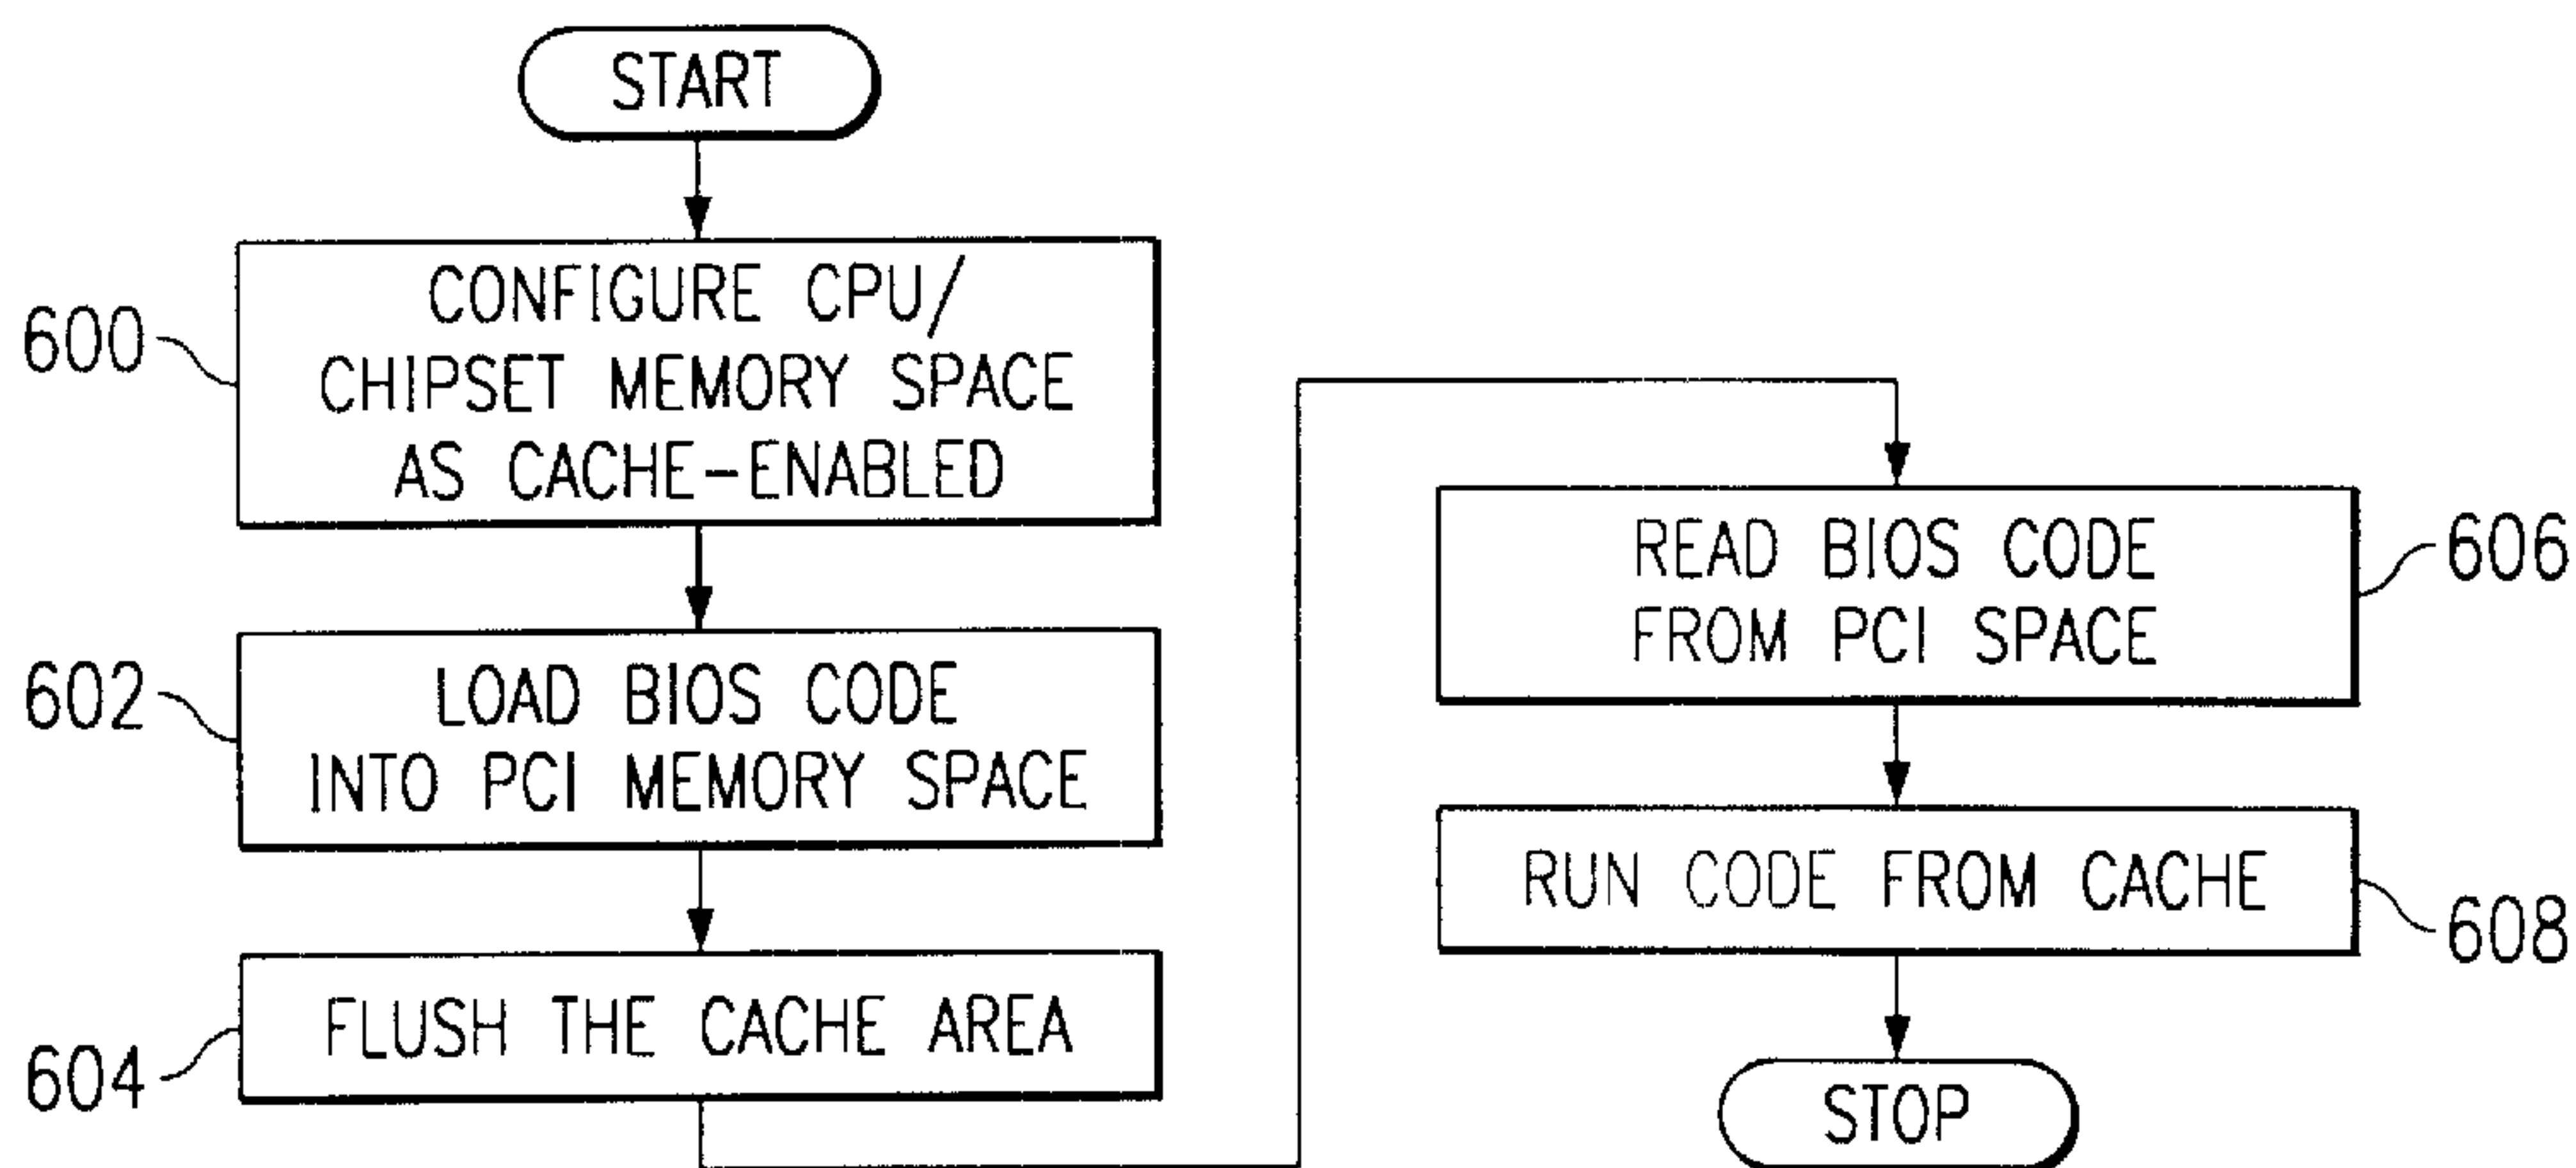 START
600
CONFIGURE CPU/
CHIPSET MEMORY SPACE
AS CACHE-ENABLED
602
LOAD BIOS CODE
INTO PCI MEMORY SPACE
604
FLUSH THE CACHE AREA
READ BIOS CODE
FROM PCI SPACE
606
RUN CODE FROM CACHE
608
STOP